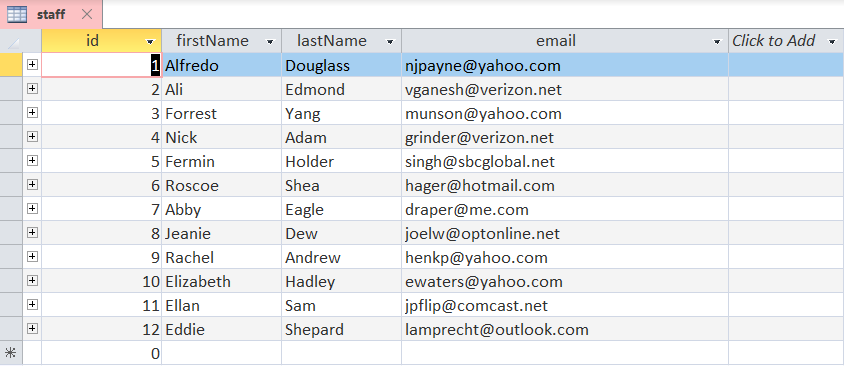 staff
id firstName lastName email Click to Add
1 Alfredo Douglass njpayne@yahoo.com
2 Ali Edmond vganesh@verizon.net
3 Forrest Yang munson@yahoo.com
4 Nick Adam grinder@verizon.net
5 Fermin Holder singh@sbcglobal.net
6 Roscoe Shea hager@hotmail.com
7 Abby Eagle draper@me.com
8 Jeanie Dew joelw@optonline.net
9 Rachel Andrew henkp@yahoo.com
10 Elizabeth Hadley ewaters@yahoo.com
11 Ellan Sam jpflip@comcast.net
12 Eddie Shepard lamprecht@outlook.com
0